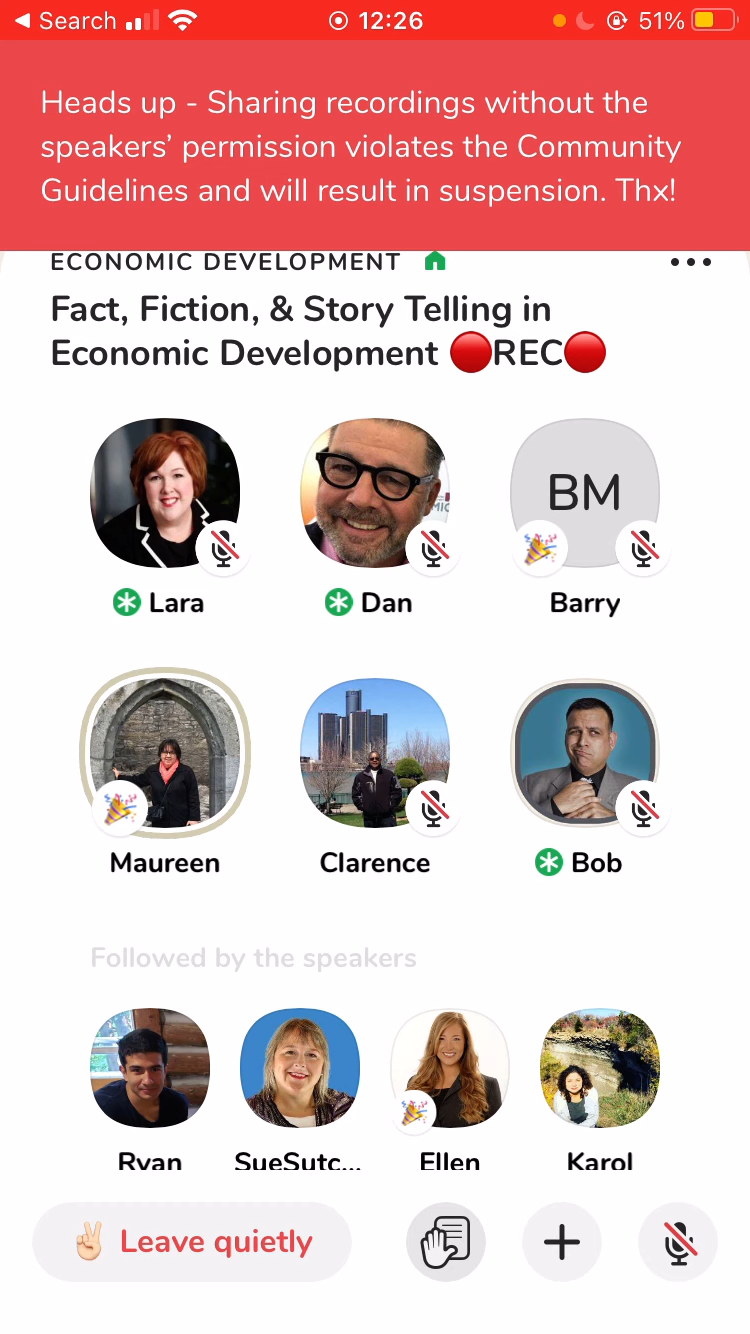 ◀ Search 12:26 51%
Heads up - Sharing recordings without the
speakers’ permission violates the Community
Guidelines and will result in suspension. Thx!
ECONOMIC DEVELOPMENT
Fact, Fiction, & Story Telling in
Economic Development 🔴REC🔴
BM
Lara Dan Barry
Maureen Clarence Bob
Followed by the speakers
Ryan SueSutc... Ellen Karol
✌🏻 Leave quietly